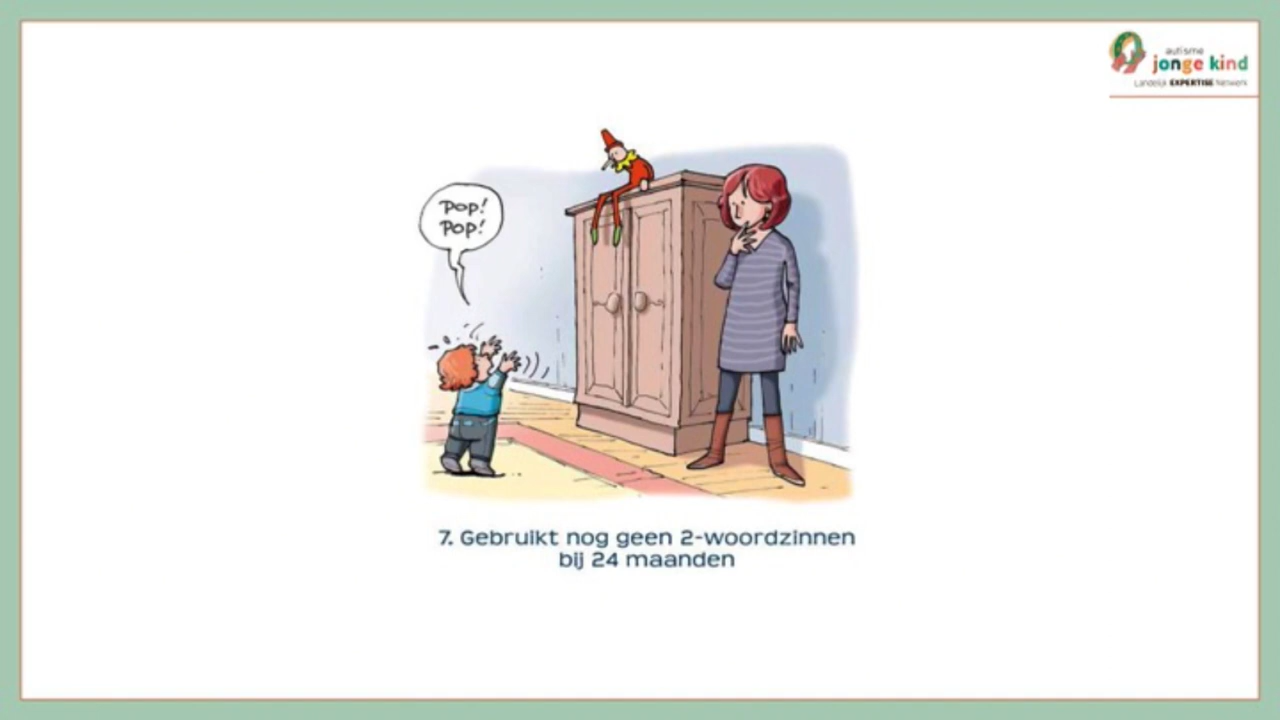 autisme
jonge kind
Landelijk EXPERTISE Netwerk
Pop!
Pop!
7. Gebruikt nog geen 2-woordzinnen
bij 24 maanden